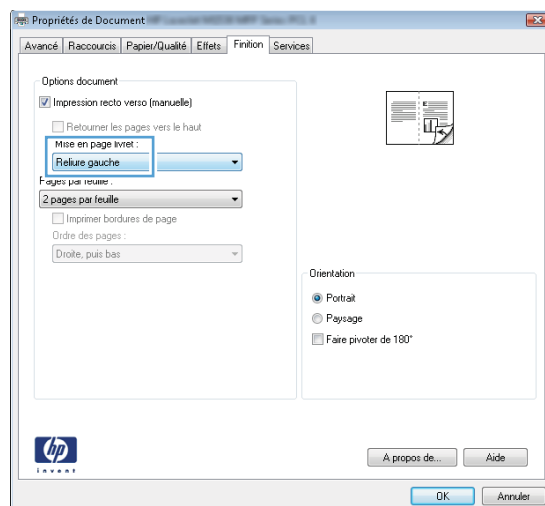 Propriétés de Document
Avancé Raccourcis Papier/Qualité Effets Finition Services
Options document
Impression recto verso (manuelle)
Retourner les pages vers le haut
Mise en page livret :
Reliure gauche
Pages par feuille :
2 pages par feuille
Imprimer bordures de page
Ordre des pages :
Droite, puis bas
Orientation
Portrait
Paysage
Faire pivoter de 180°
hp
invent
A propos de... Aide
OK Annuler